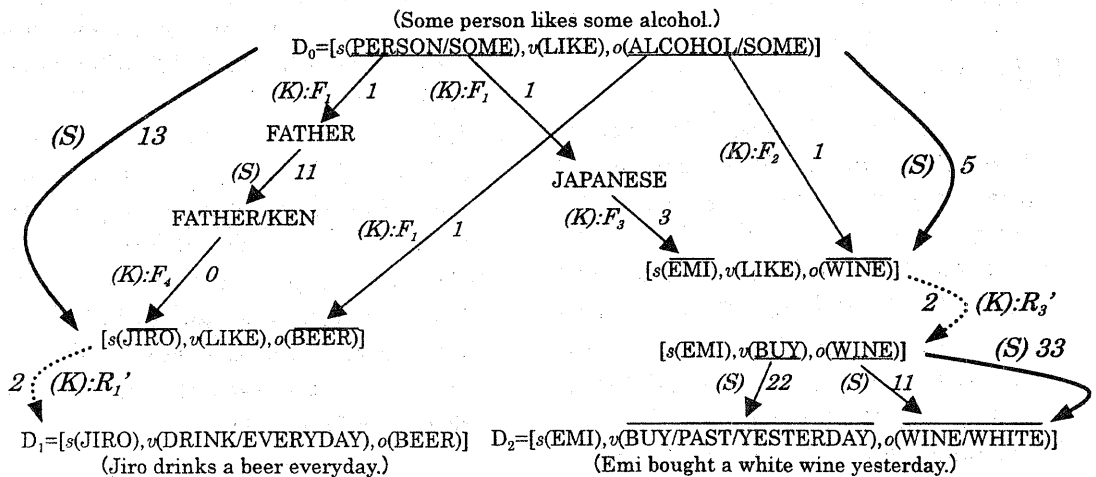 (Some person likes some alcohol.)
D₀=[s(PERSON/SOME), v(LIKE), o(ALCOHOL/SOME)]
(K):F₁ 1 (K):F₁ 1
(S) 13
FATHER
(K):F₂ 1
(S) 5
(S) 11
JAPANESE
FATHER/KEN
(K):F₁ 1
(K):F₃ 3
(K):F₄ 0
[s(EMI), v(LIKE), o(WINE)]
2 (K):R₃'
[s(JIRO), v(LIKE), o(BEER)]
[s(EMI), v(BUY), o(WINE)]
(S) 33
2 (K):R₁'
(S) 22 (S) 11
D₁=[s(JIRO), v(DRINK/EVERYDAY), o(BEER)]
D₂=[s(EMI), v(BUY/PAST/YESTERDAY), o(WINE/WHITE)]
(Jiro drinks a beer everyday.)
(Emi bought a white wine yesterday.)